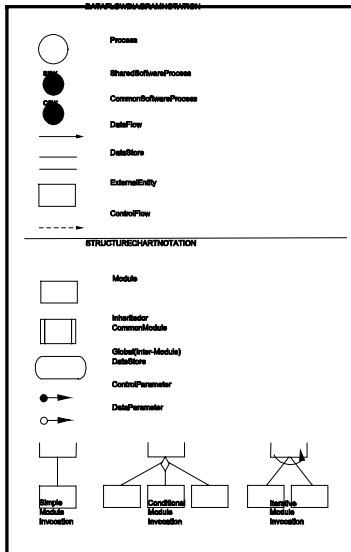 DATAFLOWDIAGRAMNOTATION
Process
SharedSoftwareProcess
CommonSoftwareProcess
DataFlow
DataStore
ExternalEntity
ControlFlow
STRUCTURECHARTNOTATION
Module
Inheritedor
CommonModule
Global(Inter-Module)
DataStore
ControlParameter
DataParameter
Simple
Module
Invocation
Conditional
Module
Invocation
Iterative
Module
Invocation